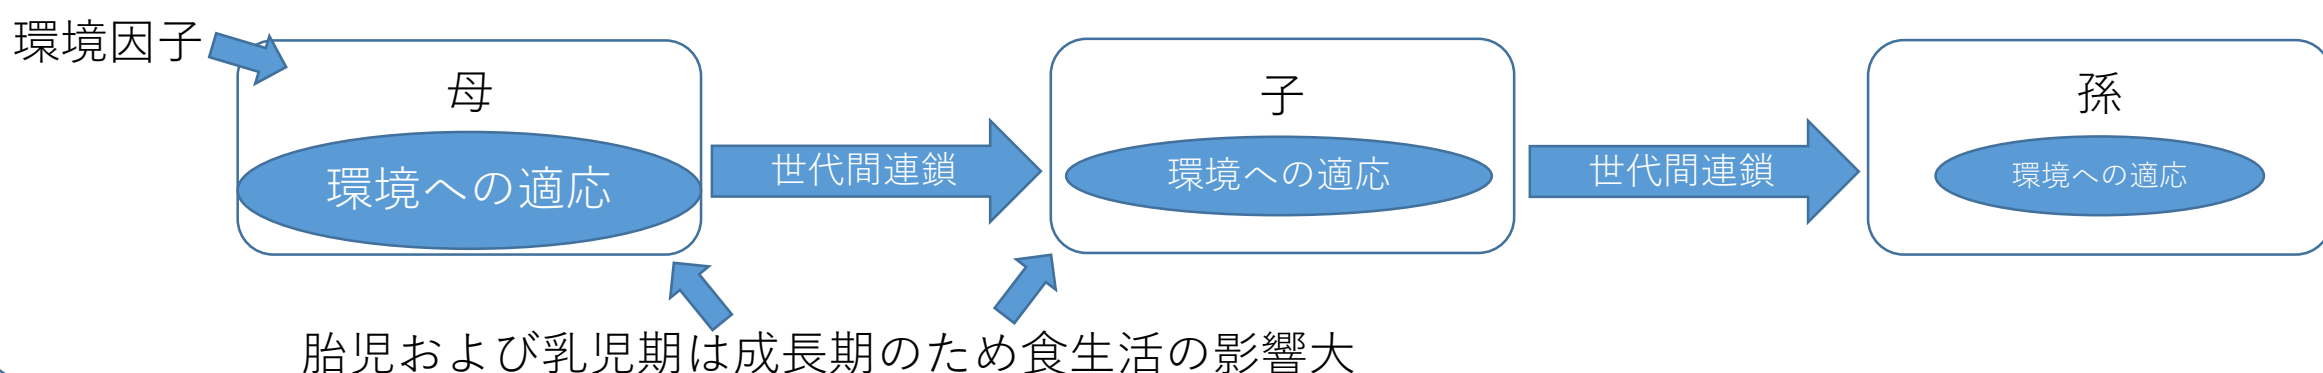 環境因子
母
環境への適応
世代間連鎖
子
環境への適応
世代間連鎖
孫
環境への適応
胎児および乳児期は成長期のため食生活の影響大